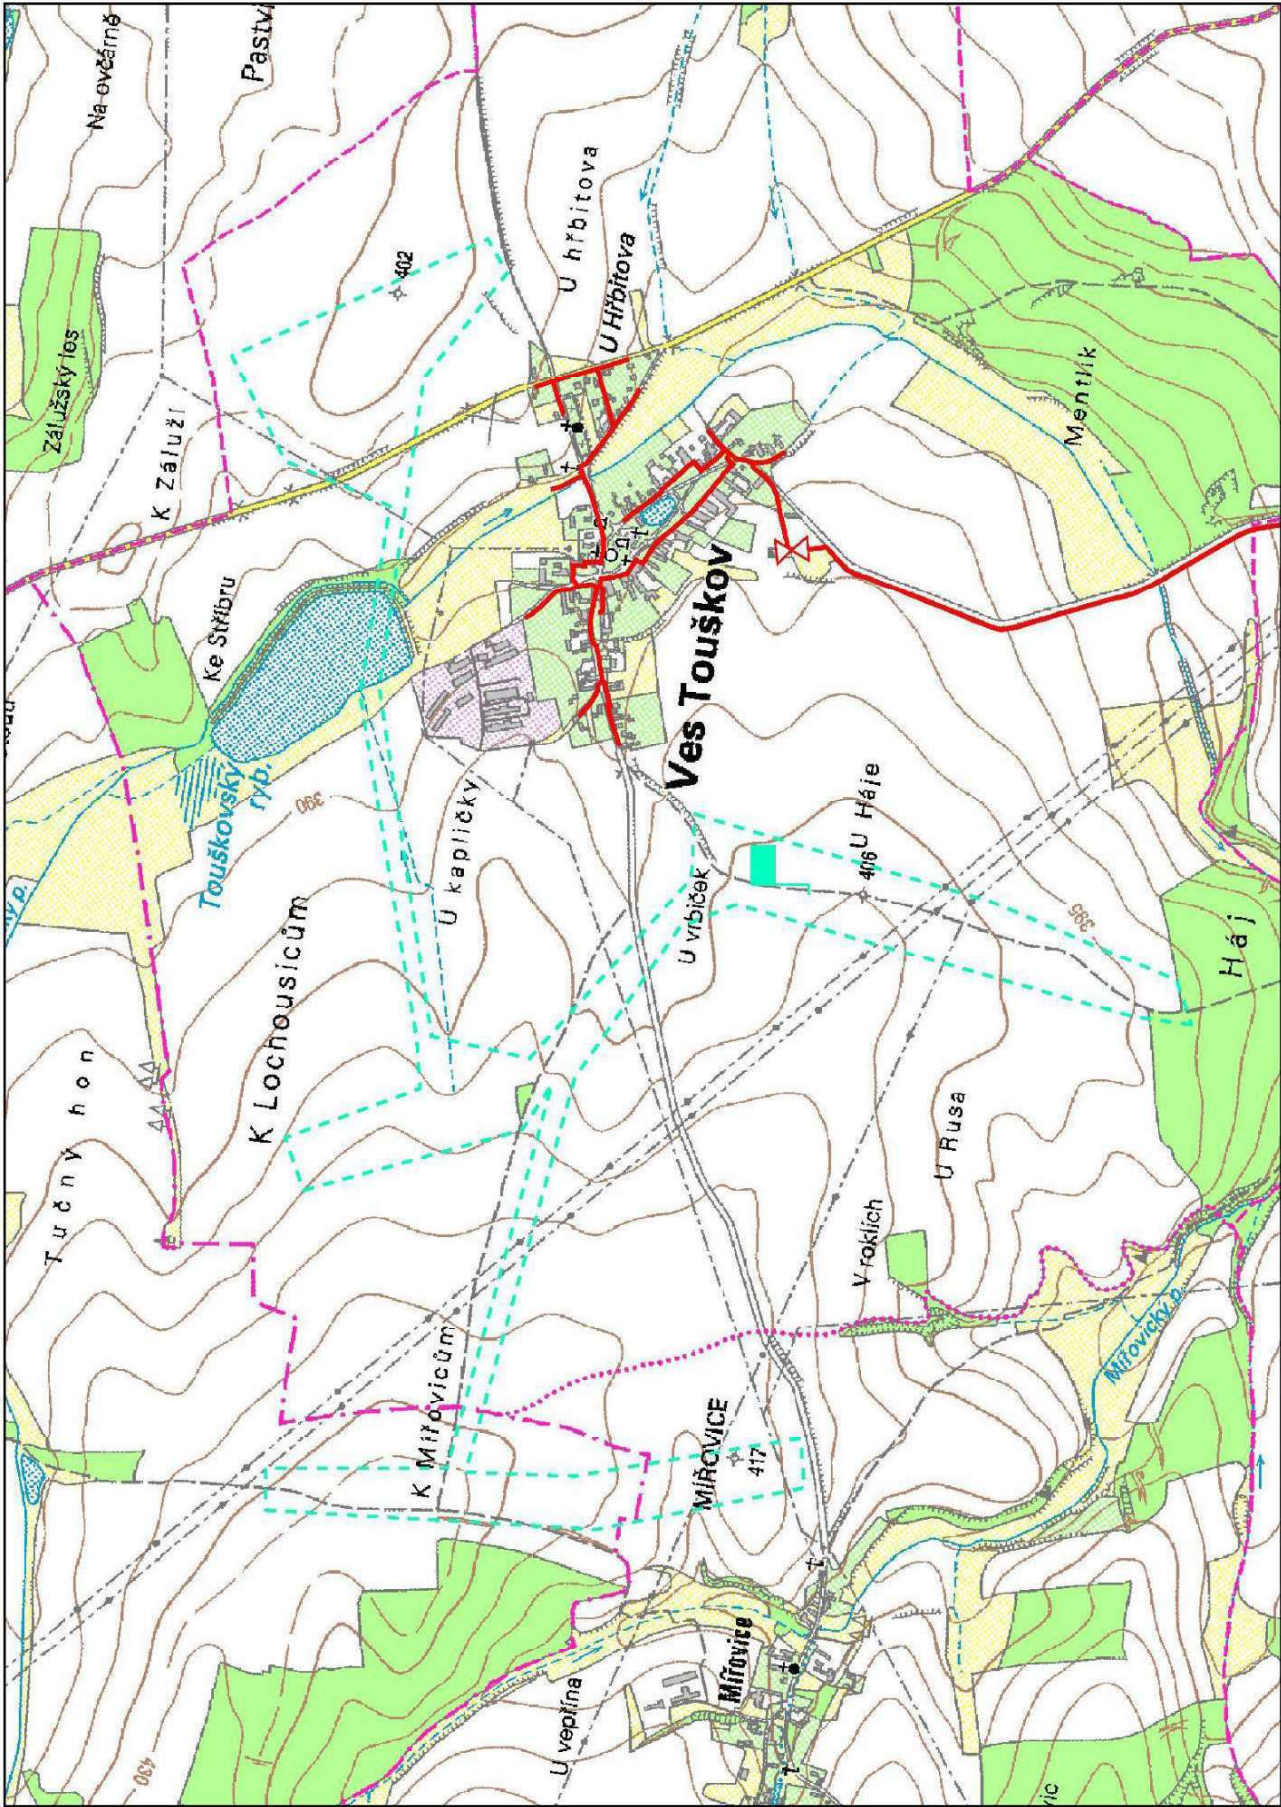 Na ovčárně
Zálužský les
K Záluží
U hřbitova
U Hřbitova
402
Ke Stříbru
Touškovský
ryb.
Mentlík
Ves Touškov
390
U kapličky
U vrbiček
406
U Háje
395
Háj
K Lochousicům
Tučný hon
U Rusa
V roklích
K Mířovicům
MÍŘOVICE
417
Mířovický p.
Mířovice
U vepřína
430